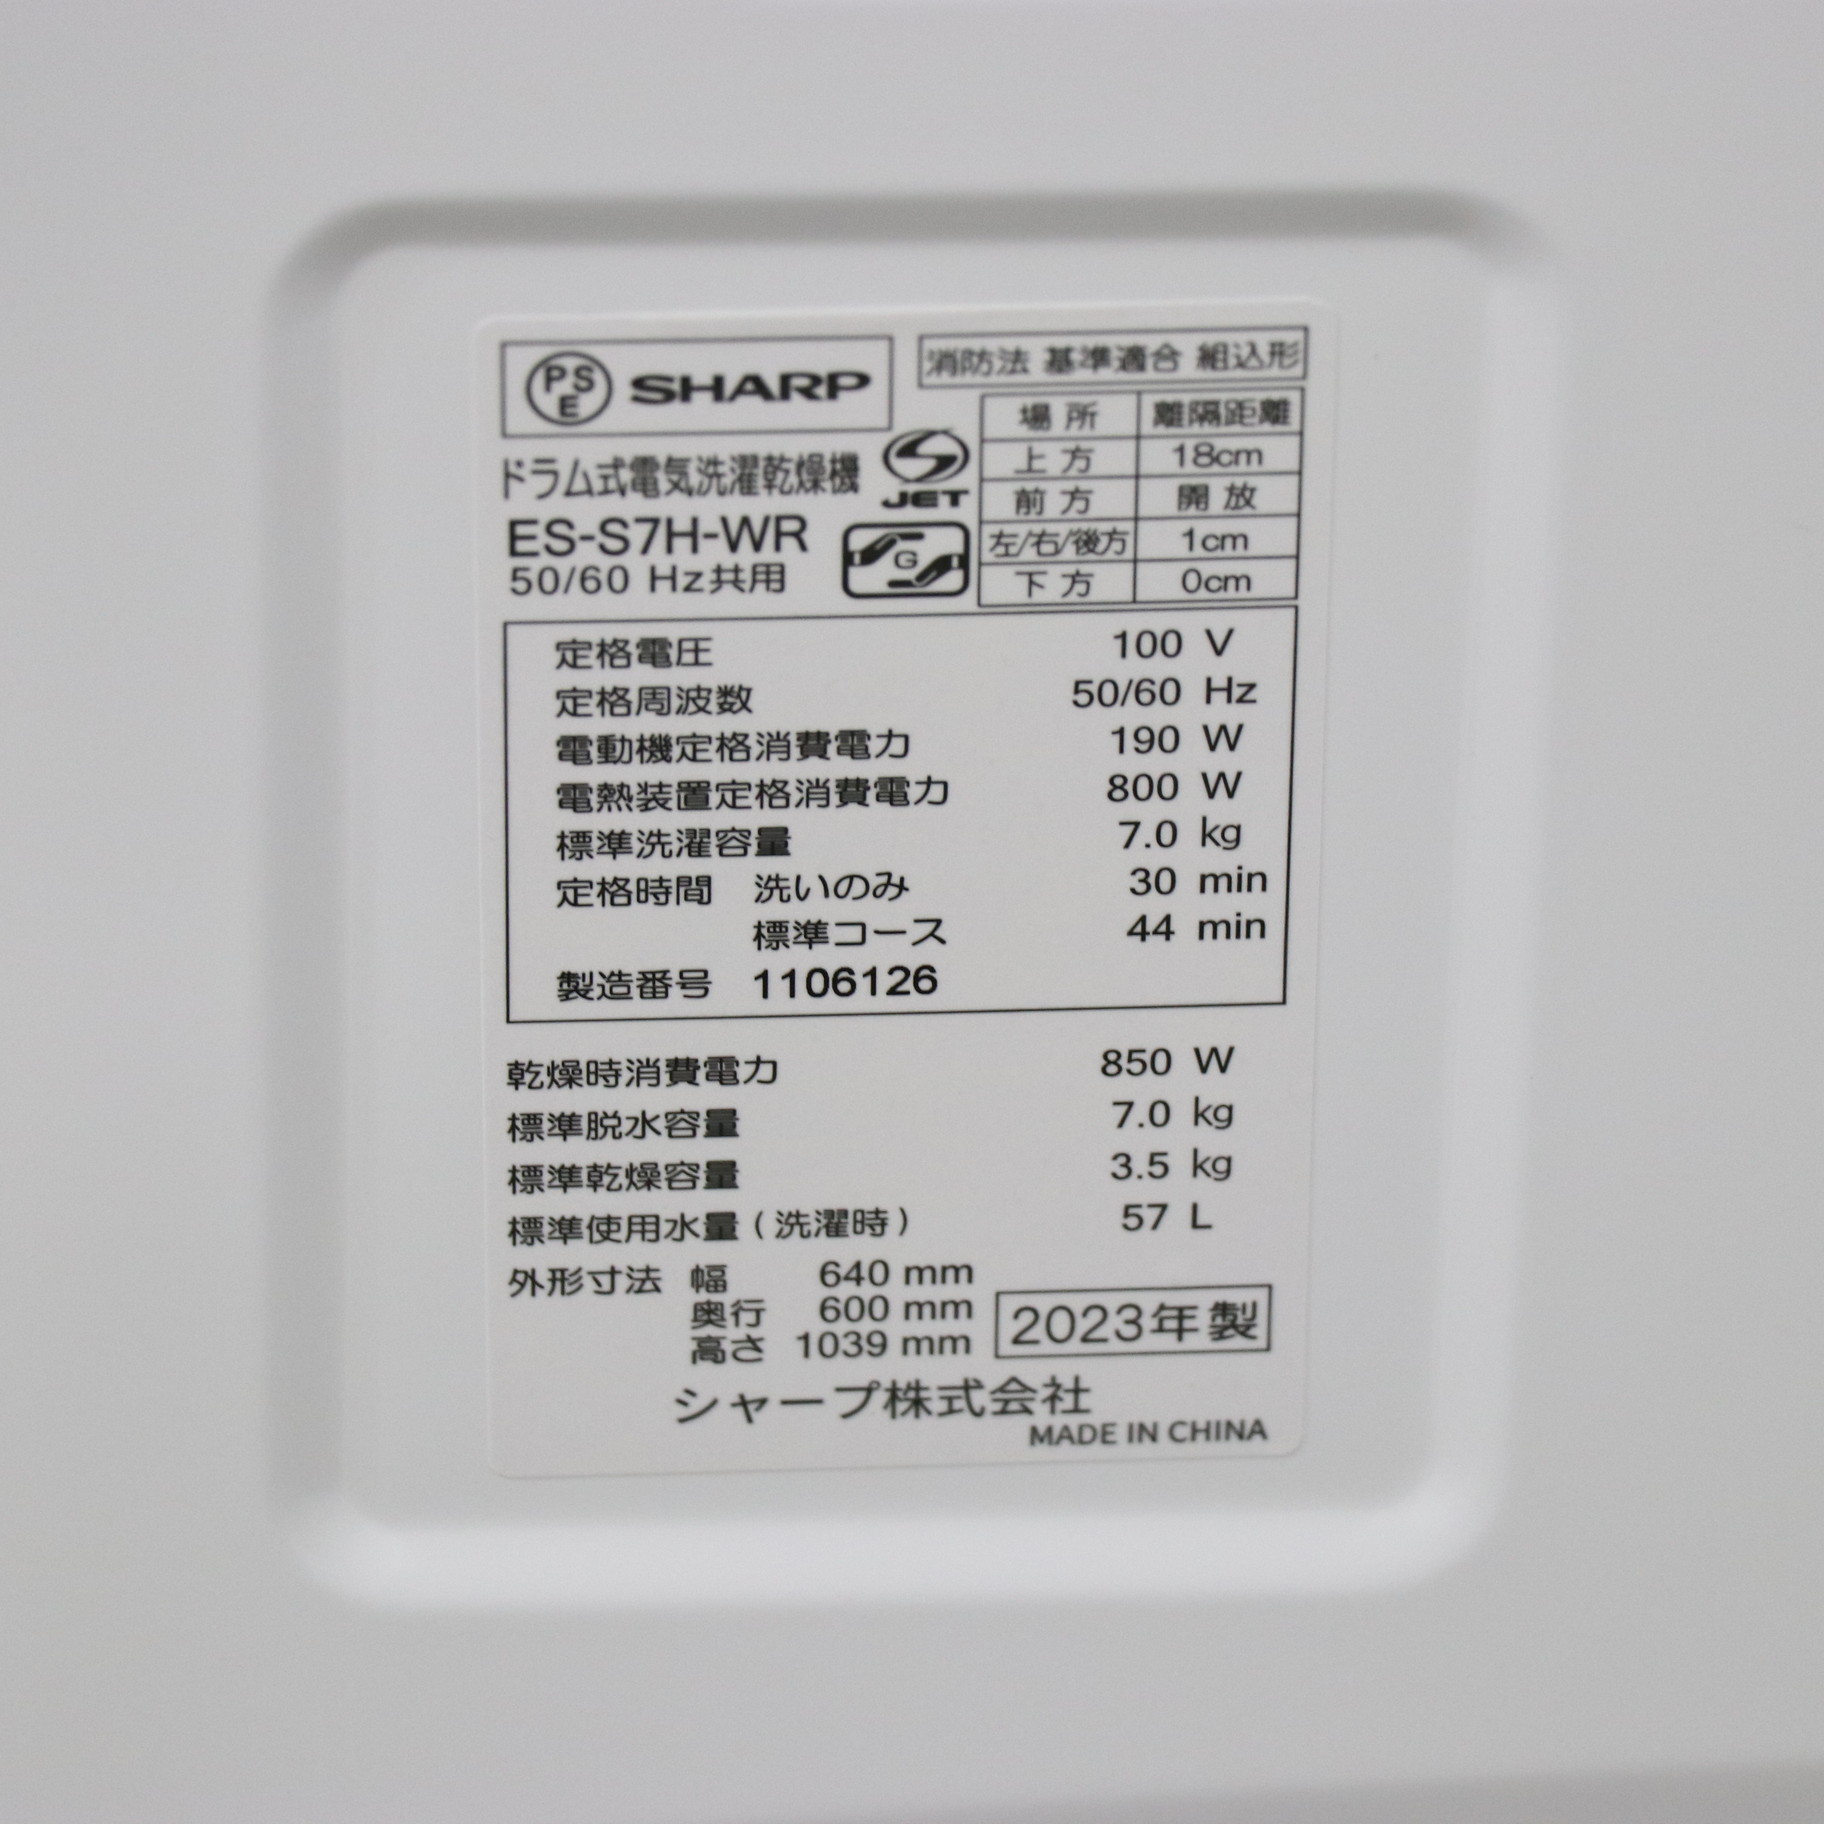 PSE SHARP
消防法 基準適合 組込形
場所 離隔距離
上方 18cm
前方 開放
左/右/後方 1cm
下方 0cm
ドラム式電気洗濯乾燥機
S JET
ES-S7H-WR
G
50/60 Hz共用
定格電圧 100 V
定格周波数 50/60 Hz
電動機定格消費電力 190 W
電熱装置定格消費電力 800 W
標準洗濯容量 7.0 kg
定格時間 洗いのみ 30 min
標準コース 44 min
製造番号 1106126
乾燥時消費電力 850 W
標準脱水容量 7.0 kg
標準乾燥容量 3.5 kg
標準使用水量(洗濯時) 57 L
外形寸法 幅 640 mm
奥行 600 mm
高さ 1039 mm
2023年製
シャープ株式会社
MADE IN CHINA